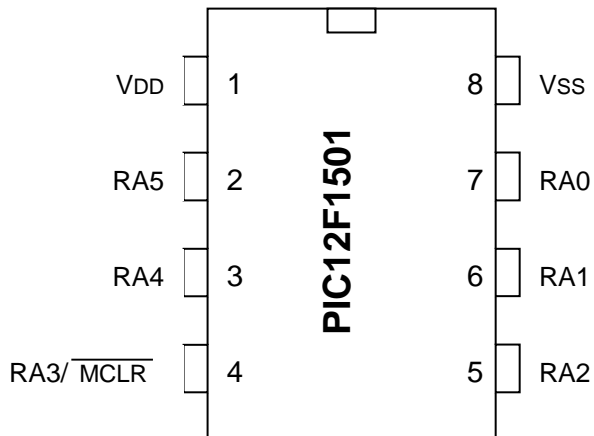 VDD 1 8 VSS
RA5 2 7 RA0
RA4 3 6 RA1
RA3/ MCLR 4 5 RA2
PIC12F1501